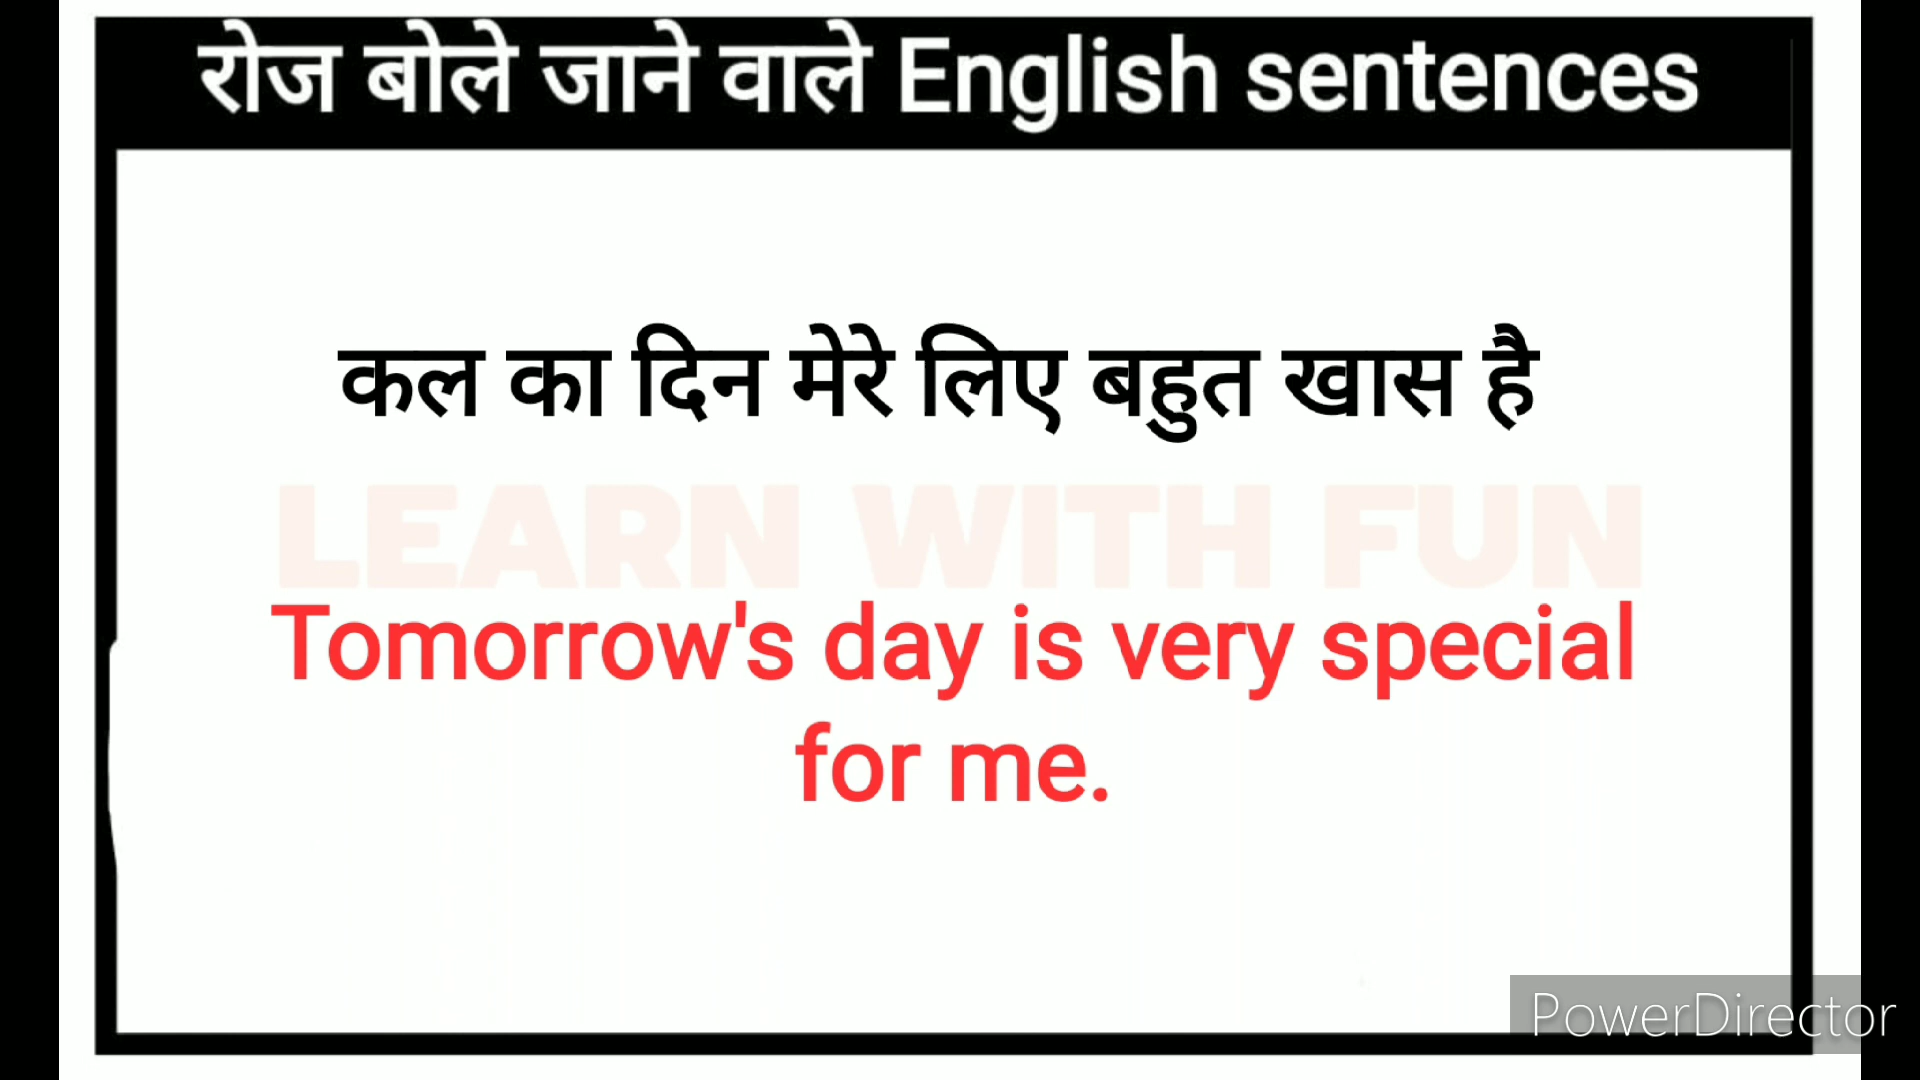 रोज बोले जाने वाले English sentences
कल का दिन मेरे लिए बहुत खास है
LEARN WITH FUN
Tomorrow's day is very special
for me.
PowerDirector